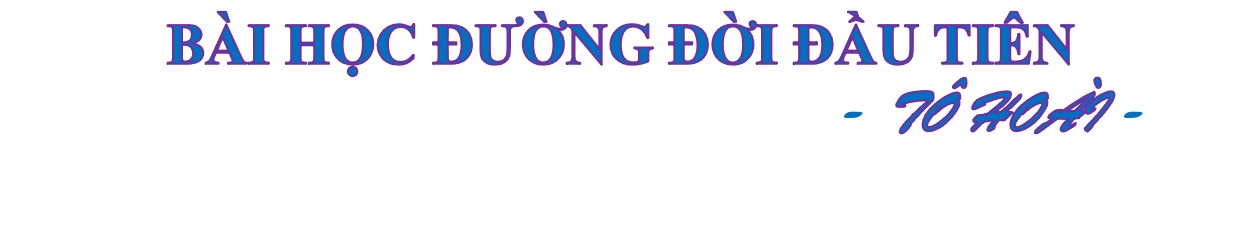 BÀI HỌC ĐƯỜNG ĐỜI ĐẦU TIÊN
- TÔ HOÀI -